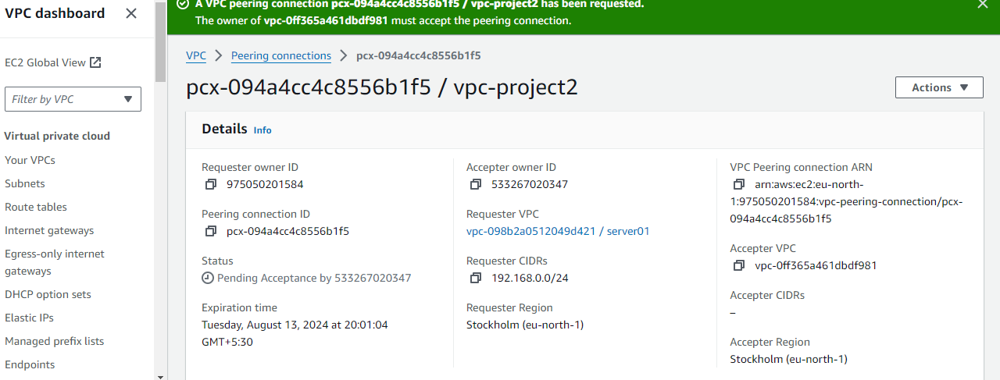 VPC dashboard
EC2 Global View
Filter by VPC
Virtual private cloud
Your VPCs
Subnets
Route tables
Internet gateways
Egress-only internet
gateways
DHCP option sets
Elastic IPs
Managed prefix lists
Endpoints
A VPC peering connection pcx-094a4cc4c8556b1f5 / vpc-project2 has been requested.
The owner of vpc-0ff365a461dbdf981 must accept the peering connection.
VPC > Peering connections > pcx-094a4cc4c8556b1f5
pcx-094a4cc4c8556b1f5 / vpc-project2
Actions
Details Info
Requester owner ID
975050201584
Peering connection ID
pcx-094a4cc4c8556b1f5
Status
Pending Acceptance by 533267020347
Expiration time
Tuesday, August 13, 2024 at 20:01:04
GMT+5:30
Accepter owner ID
533267020347
Requester VPC
vpc-098b2a0512049d421 / server01
Requester CIDRs
192.168.0.0/24
Requester Region
Stockholm (eu-north-1)
VPC Peering connection ARN
arn:aws:ec2:eu-north-
1:975050201584:vpc-peering-connection/pcx-
094a4cc4c8556b1f5
Accepter VPC
vpc-0ff365a461dbdf981
Accepter CIDRs
–
Accepter Region
Stockholm (eu-north-1)